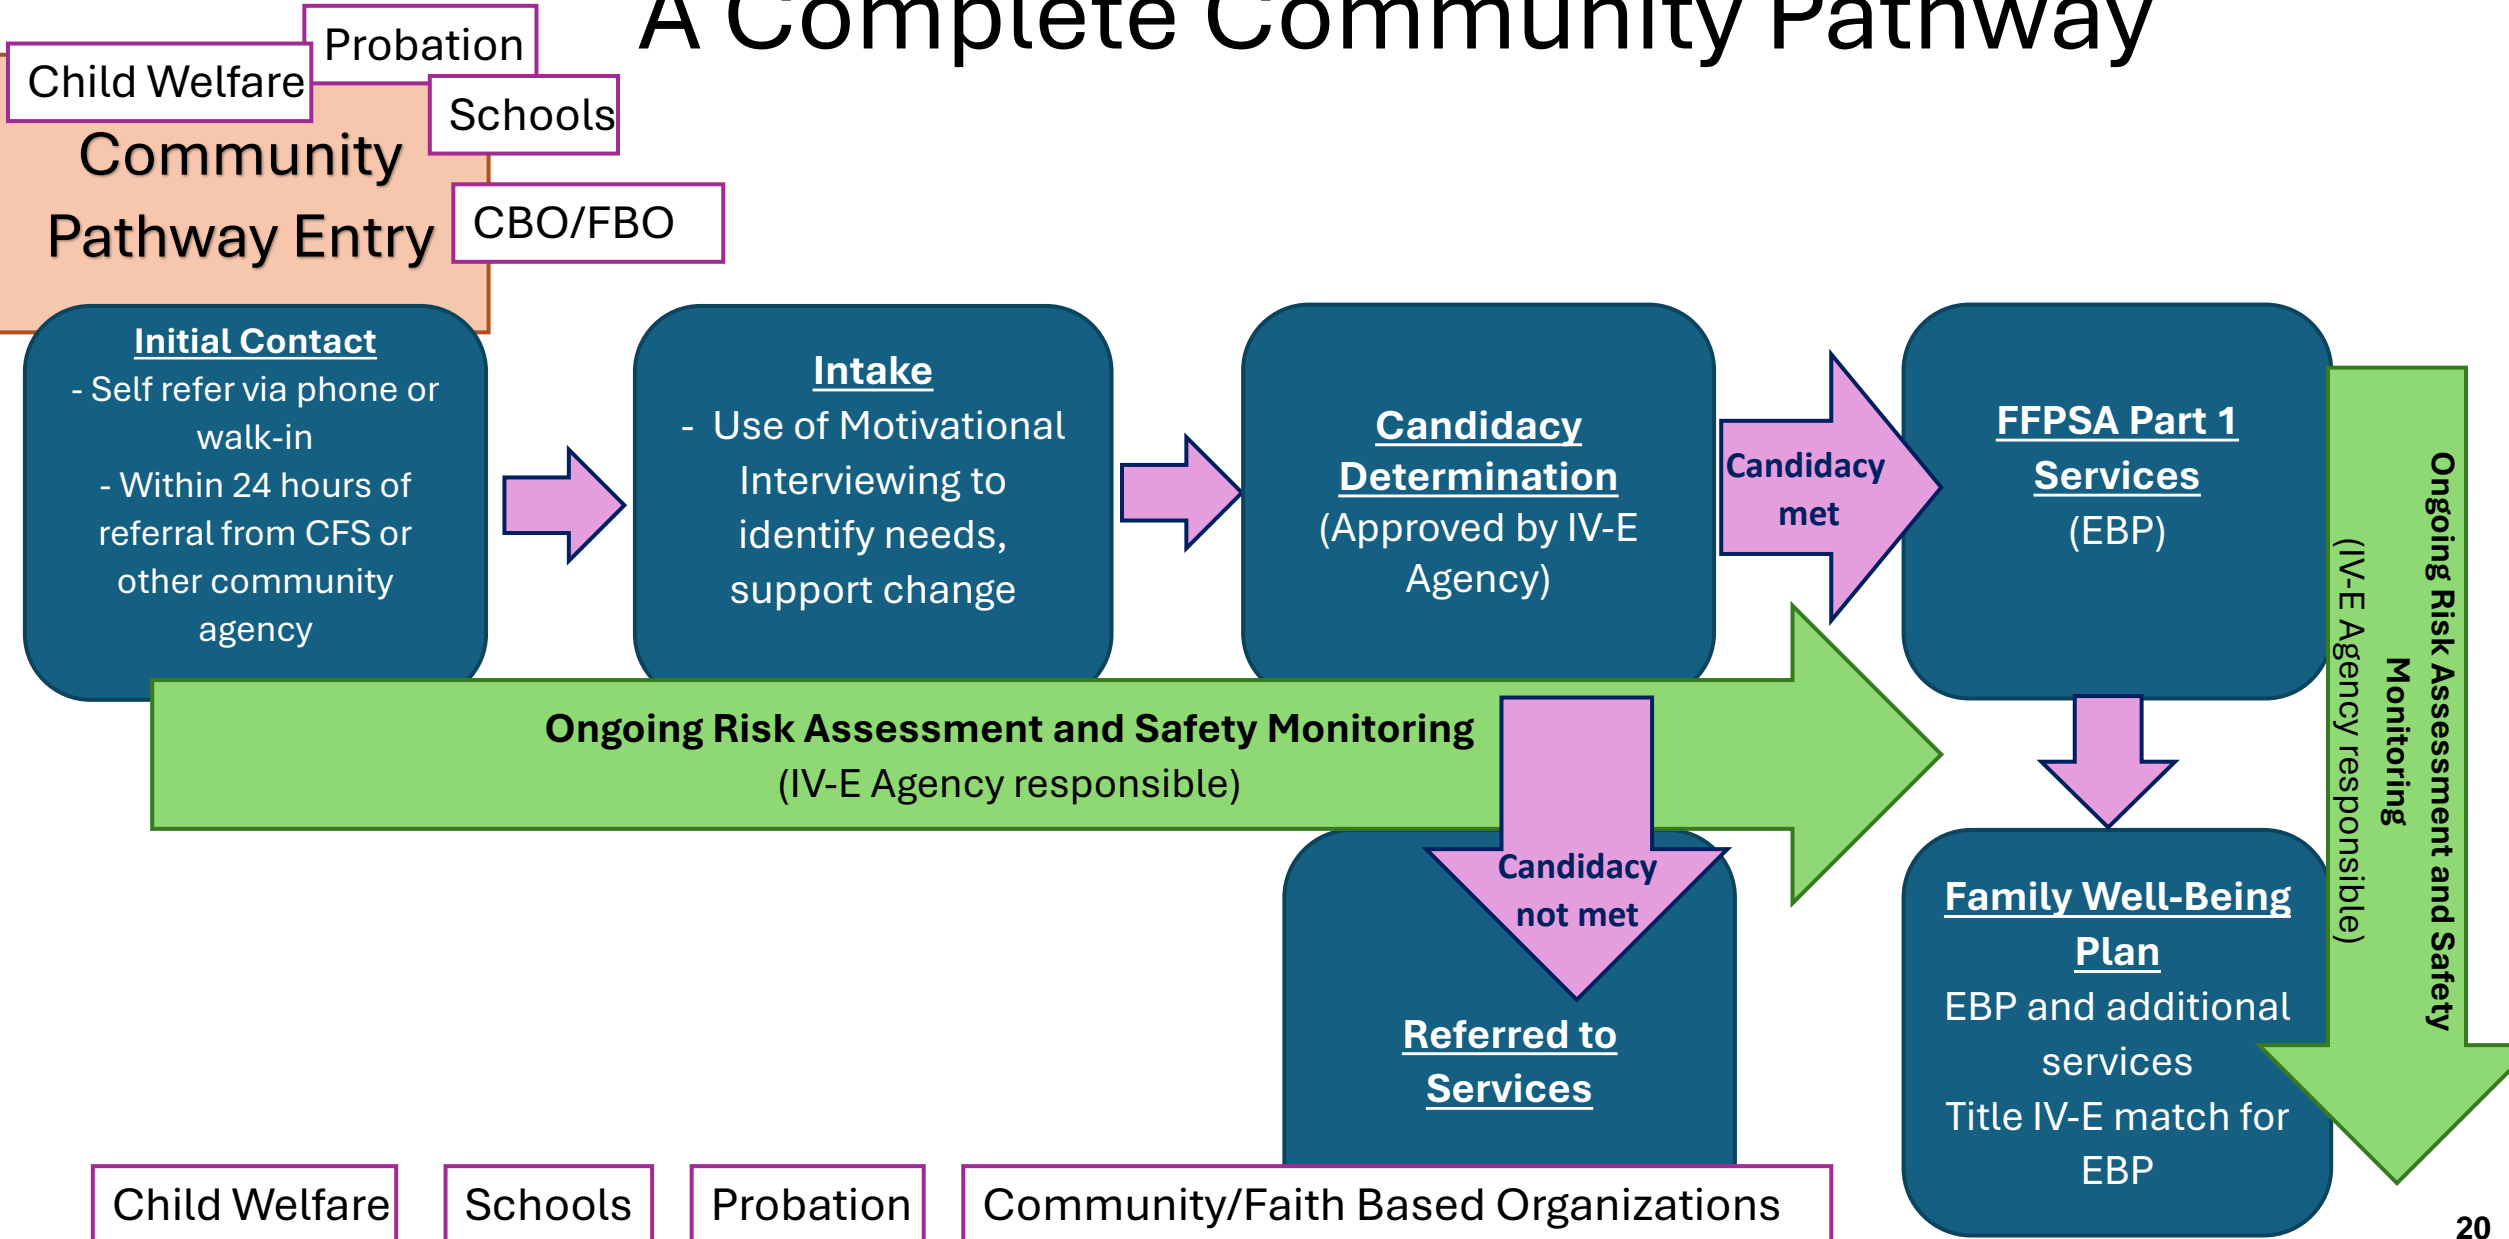 A Complete Community Pathway
Probation
Child Welfare
Schools
Community
Pathway Entry
CBO/FBO
Initial Contact
- Self refer via phone or
walk-in
- Within 24 hours of
referral from CFS or
other community
agency
Intake
- Use of Motivational
Interviewing to
identify needs,
support change
Candidacy
Determination
(Approved by IV-E
Agency)
Candidacy
met
FFPSA Part 1
Services
(EBP)
Ongoing Risk Assessment and Safety
Monitoring
(IV-E Agency responsible)
Ongoing Risk Assessment and Safety Monitoring
(IV-E Agency responsible)
Candidacy
not met
Referred to
Services
Family Well-Being
Plan
EBP and additional
services
Title IV-E match for
EBP
Child Welfare
Schools
Probation
Community/Faith Based Organizations
20